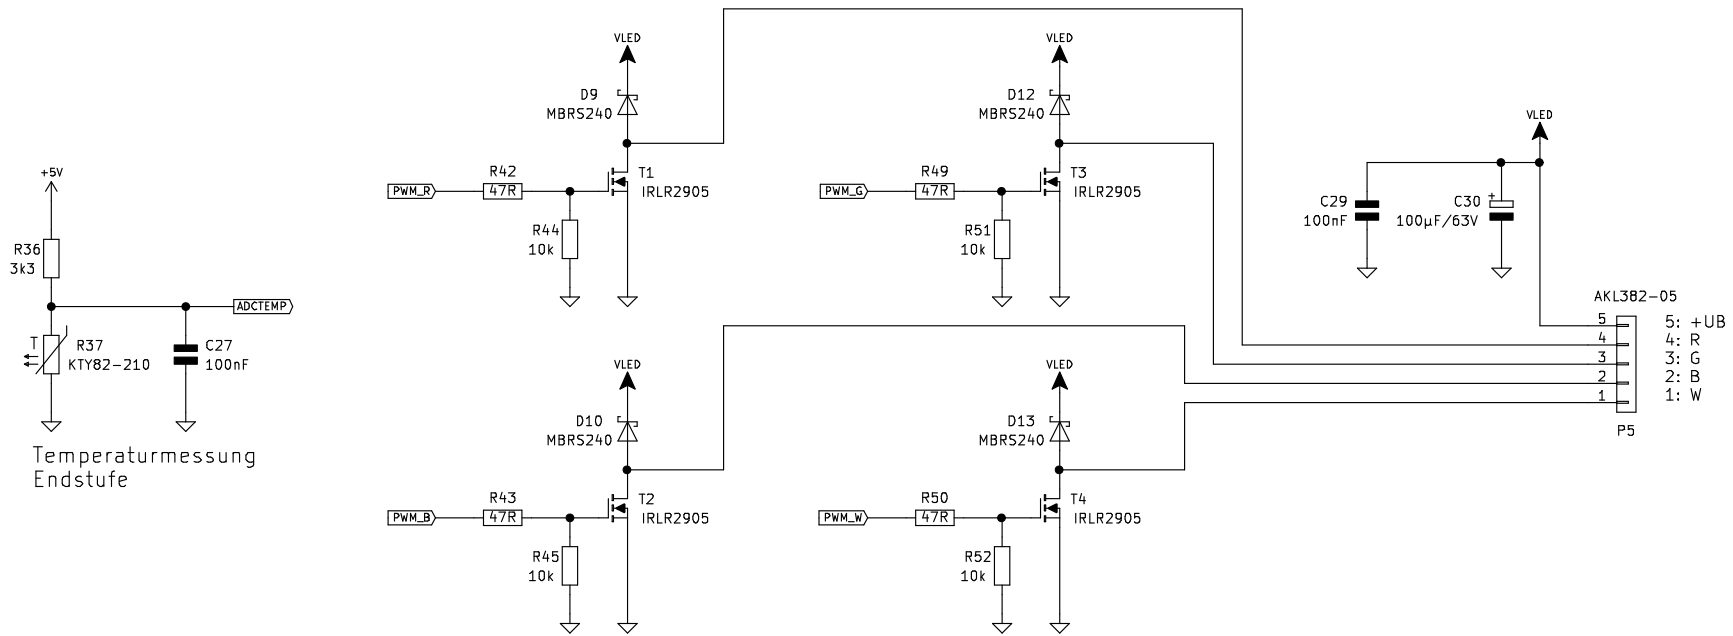 +5V
R36
3k3
ADCTEMP
T
R37
KTY82-210
C27
100nF
Temperaturmessung
Endstufe
VLED
D9
MBRS240
PWM_R
R42
47R
T1
IRLR2905
R44
10k
VLED
D12
MBRS240
PWM_G
R49
47R
T3
IRLR2905
R51
10k
VLED
D10
MBRS240
PWM_B
R43
47R
T2
IRLR2905
R45
10k
VLED
D13
MBRS240
PWM_W
R50
47R
T4
IRLR2905
R52
10k
VLED
C29
100nF
+
C30
100µF/63V
AKL382-05
5
4
3
2
1
5: +UB
4: R
3: G
2: B
1: W
P5